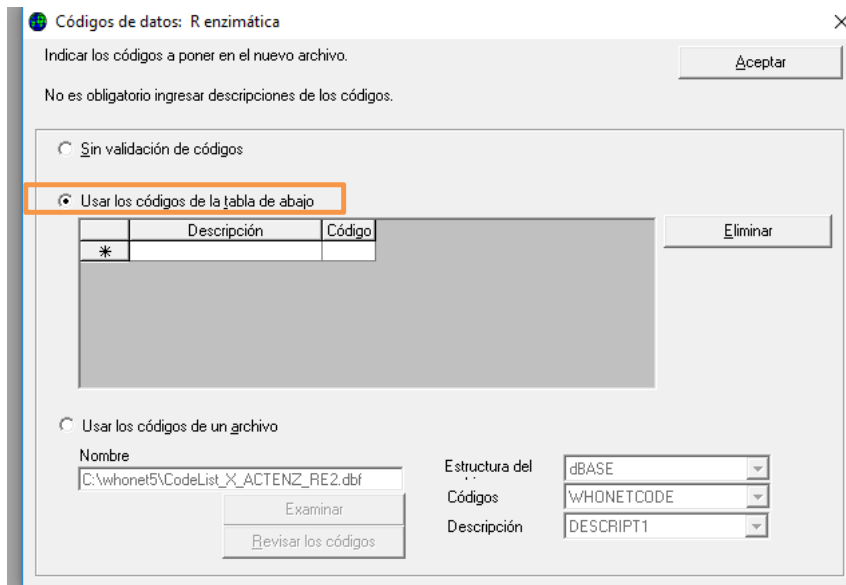 Códigos de datos: R enzimática
Indicar los códigos a poner en el nuevo archivo.
Aceptar
No es obligatorio ingresar descripciones de los códigos.
Sin validación de códigos
Usar los códigos de la tabla de abajo
Descripción Código
Eliminar
Usar los códigos de un archivo
Nombre
C:\whonet5\CodeList_X_ACTENZ_RE2.dbf
Examinar
Revisar los códigos
Estructura del
dBASE
Códigos
WHONETCODE
Descripción
DESCRIPT1